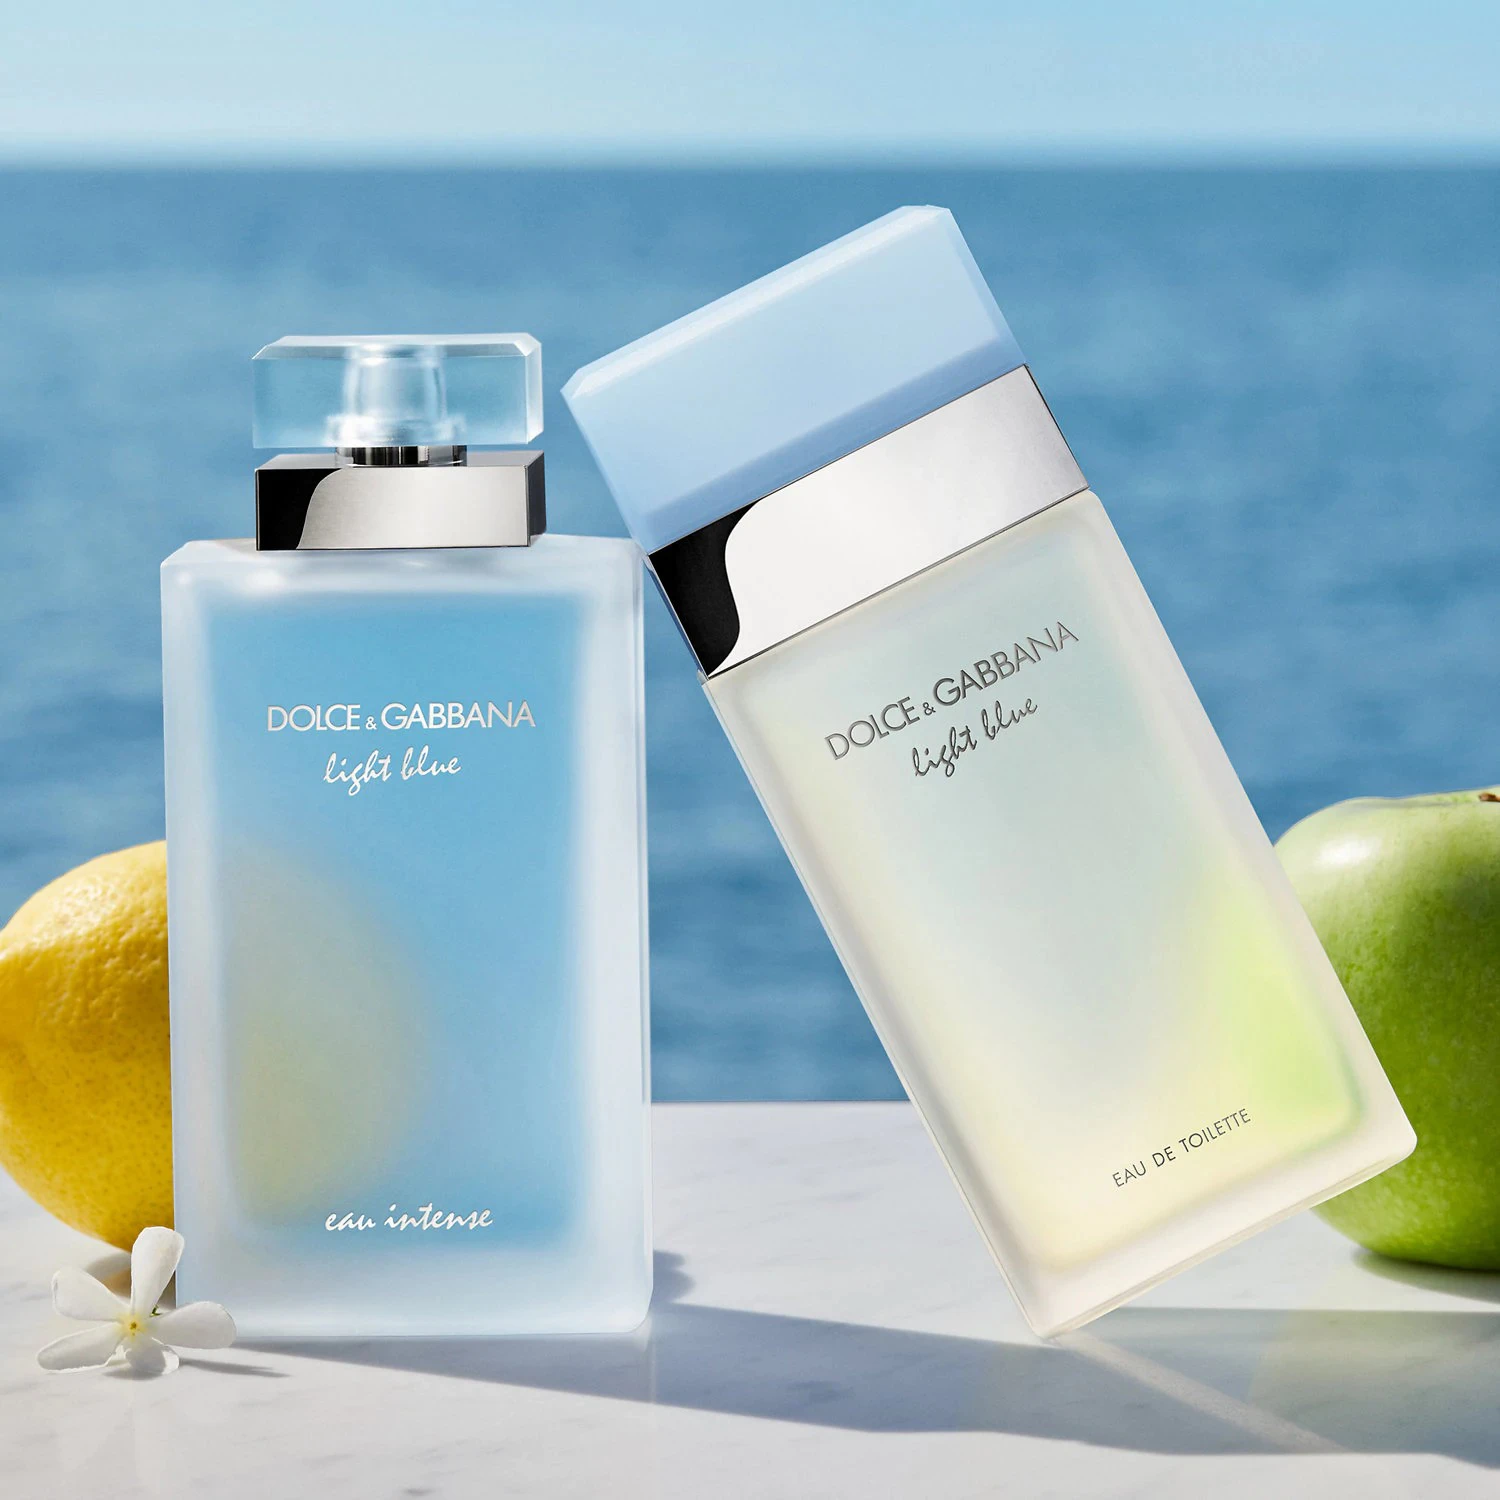 DOLCE & GABBANA
light blue
eau intense
DOLCE & GABBANA
light blue
EAU DE TOILETTE